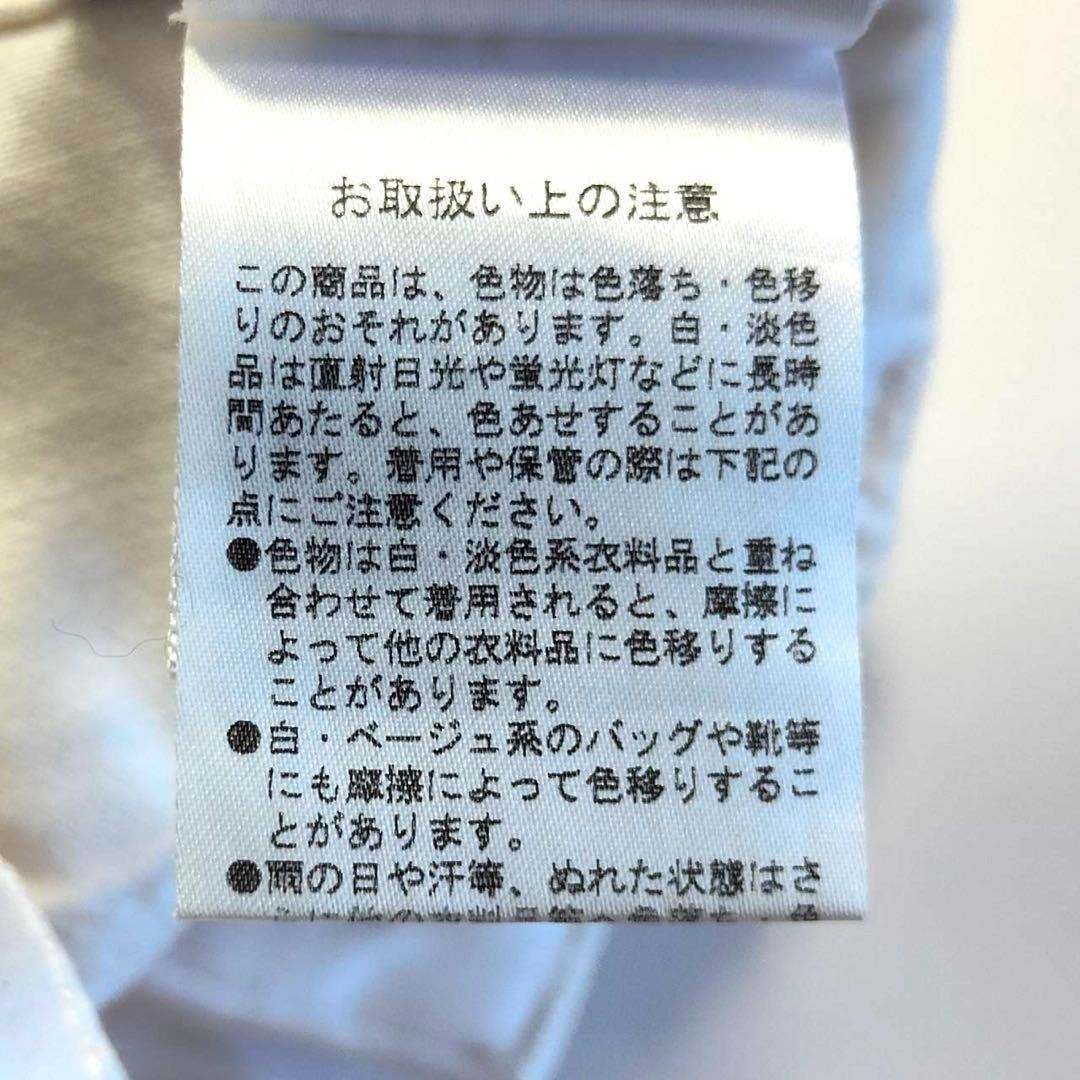 お取扱い上の注意
この商品は、色物は色落ち・色移
りのおそれがあります。白・淡色
品は直射日光や蛍光灯などに長時
間あたると、色あせすることがあ
ります。着用や保管の際は下記の
点にご注意ください。
●色物は白・淡色系衣料品と重ね
合わせて着用されると、摩擦に
よって他の衣料品に色移りする
ことがあります。
●白・ベージュ系のバッグや靴等
にも摩擦によって色移りするこ
とがあります。
●雨の日や汗等、ぬれた状態はさ